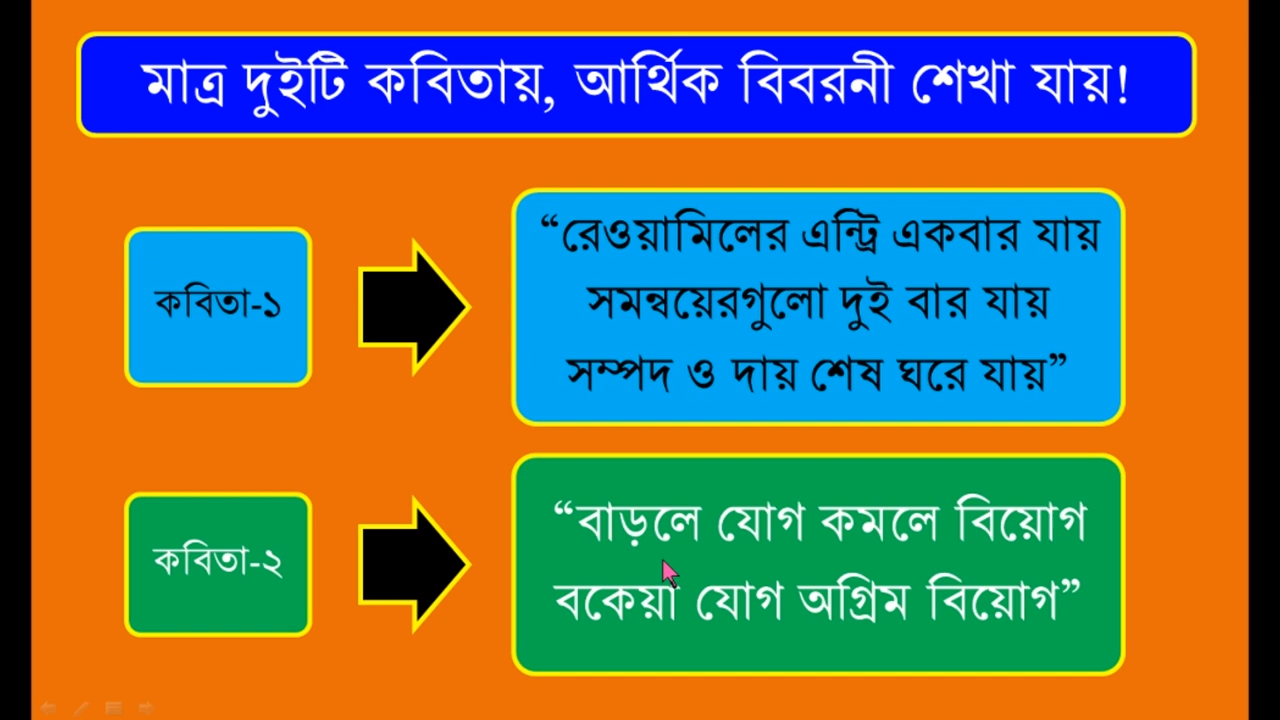 মাত্র দুইটি কবিতায়, আর্থিক বিবরনী শেখা যায়!
কবিতা-১
“রেওয়ামিলের এন্ট্রি একবার যায়
সমন্বয়েরগুলো দুই বার যায়
সম্পদ ও দায় শেষ ঘরে যায়”
কবিতা-২
“বাড়লে যোগ কমলে বিয়োগ
বকেয়া যোগ অগ্রিম বিয়োগ”